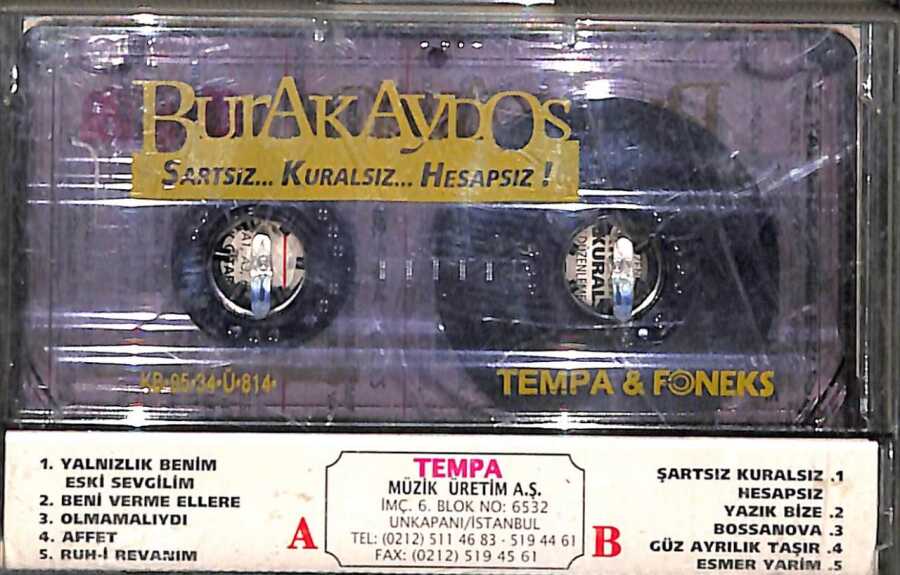 BurAk AyDOs
ŞARTSIZ... KURALSIZ... HESAPSIZ !
KURAL
DÜZENLEME
KB•95•34•Ü•814•
TEMPA & FONEKS
1. YALNIZLIK BENİM
ESKİ SEVGİLİM
2. BENİ VERME ELLERE
3. OLMAMALIYDI
4. AFFET
5. RUH-İ REVANIM
A
TEMPA
MÜZİK ÜRETİM A.Ş.
İMÇ. 6. BLOK NO: 6532
UNKAPANI/İSTANBUL
TEL: (0212) 511 46 83 - 519 44 61
FAX: (0212) 519 45 61
B
ŞARTSIZ KURALSIZ .1
HESAPSIZ
YAZIK BİZE .2
BOSSANOVA .3
GÜZ AYRILIK TAŞIR .4
ESMER YARİM .5